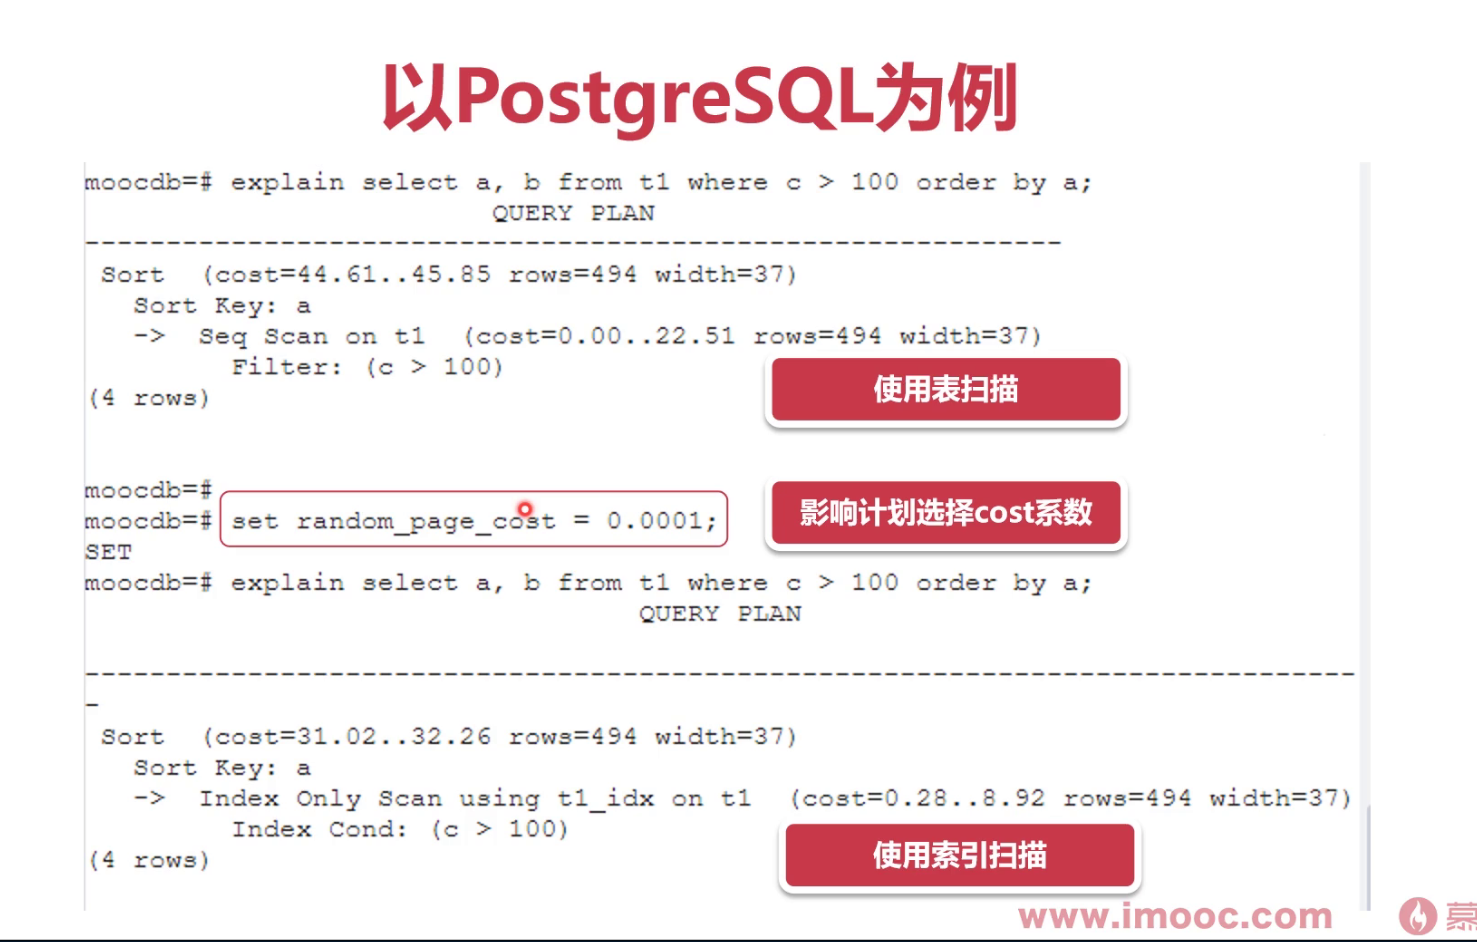 以PostgreSQL为例
moocdb=# explain select a, b from t1 where c > 100 order by a;
QUERY PLAN
------------------------------------------------------------
Sort  (cost=44.61..45.85 rows=494 width=37)
Sort Key: a
->  Seq Scan on t1  (cost=0.00..22.51 rows=494 width=37)
Filter: (c > 100)
(4 rows)
使用表扫描
moocdb=#
moocdb=# set random_page_cost = 0.0001;
影响计划选择cost系数
SET
moocdb=# explain select a, b from t1 where c > 100 order by a;
QUERY PLAN
------------------------------------------------------------------------------
-
Sort  (cost=31.02..32.26 rows=494 width=37)
Sort Key: a
->  Index Only Scan using t1_idx on t1  (cost=0.28..8.92 rows=494 width=37)
Index Cond: (c > 100)
(4 rows)
使用索引扫描
www.imooc.com
慕